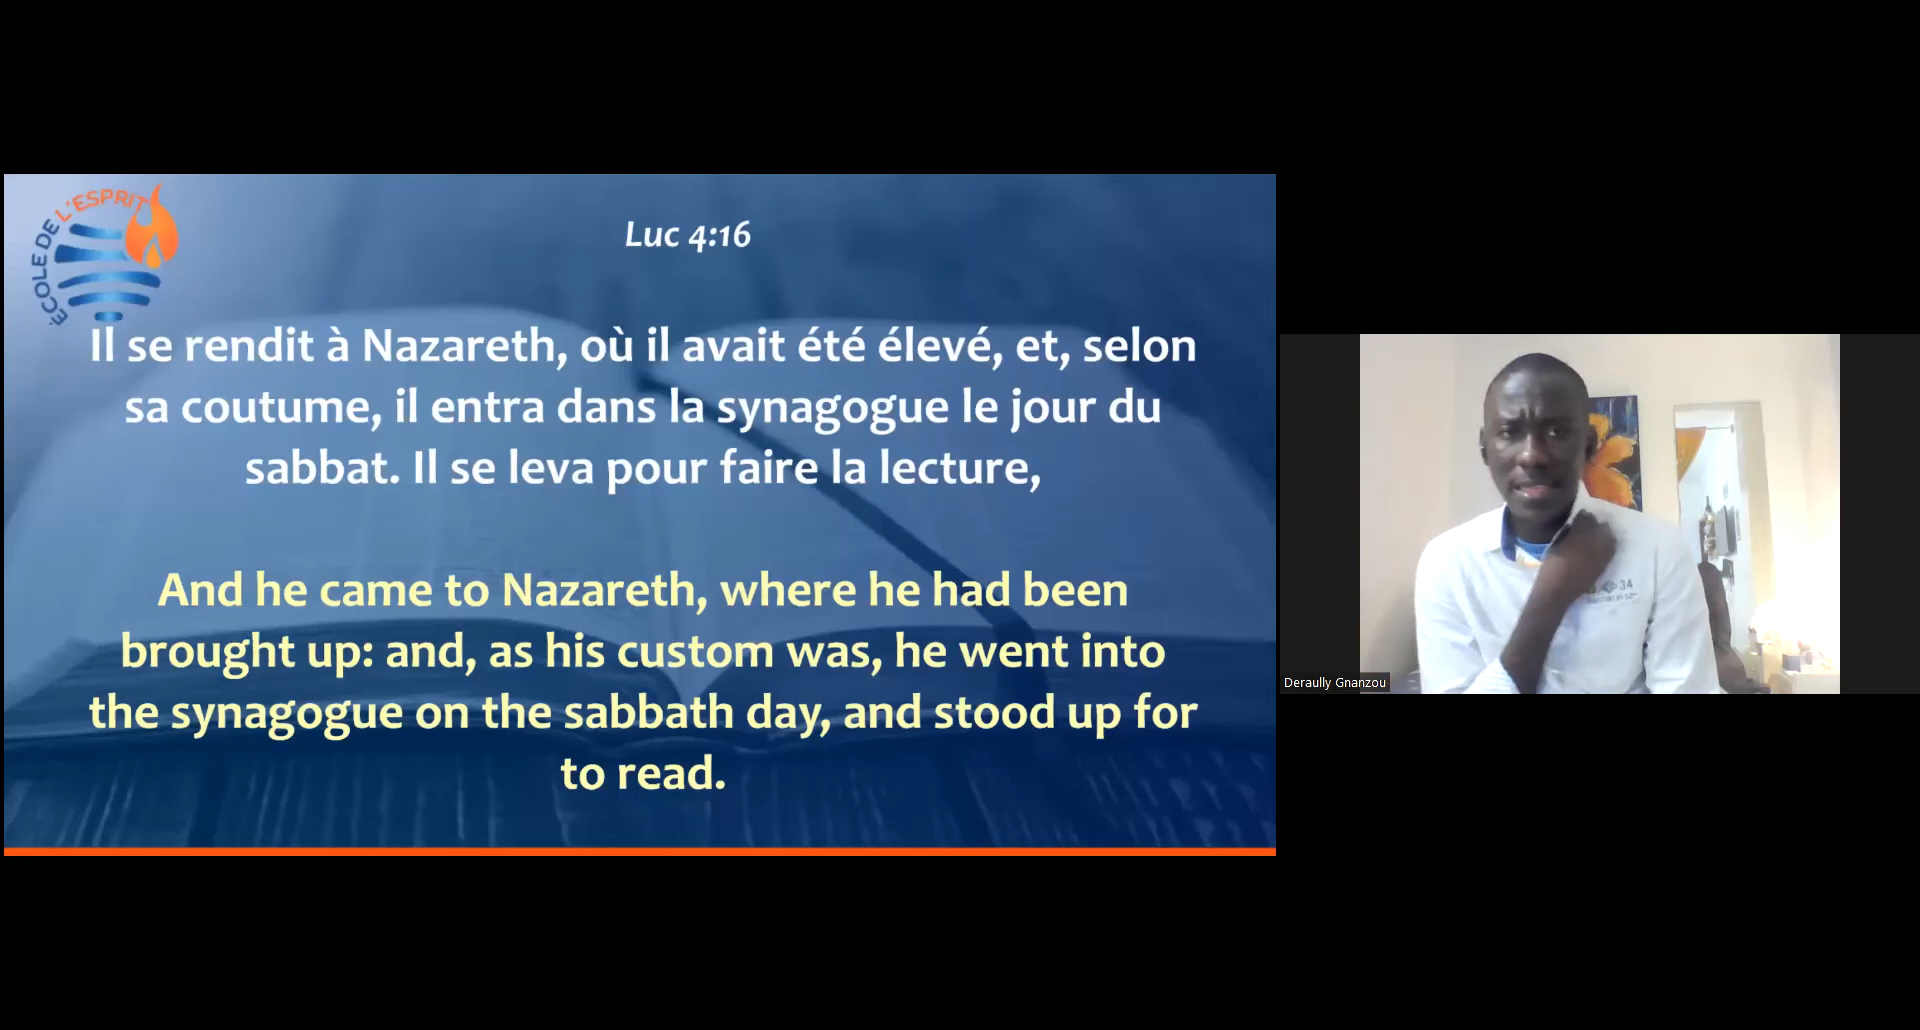 ÉCOLE DE L'ESPRIT
Luc 4:16
Il se rendit à Nazareth, où il avait été élevé, et, selon
sa coutume, il entra dans la synagogue le jour du
sabbat. Il se leva pour faire la lecture,
And he came to Nazareth, where he had been
brought up: and, as his custom was, he went into
the synagogue on the sabbath day, and stood up for
to read.
34
Deraully Gnanzou